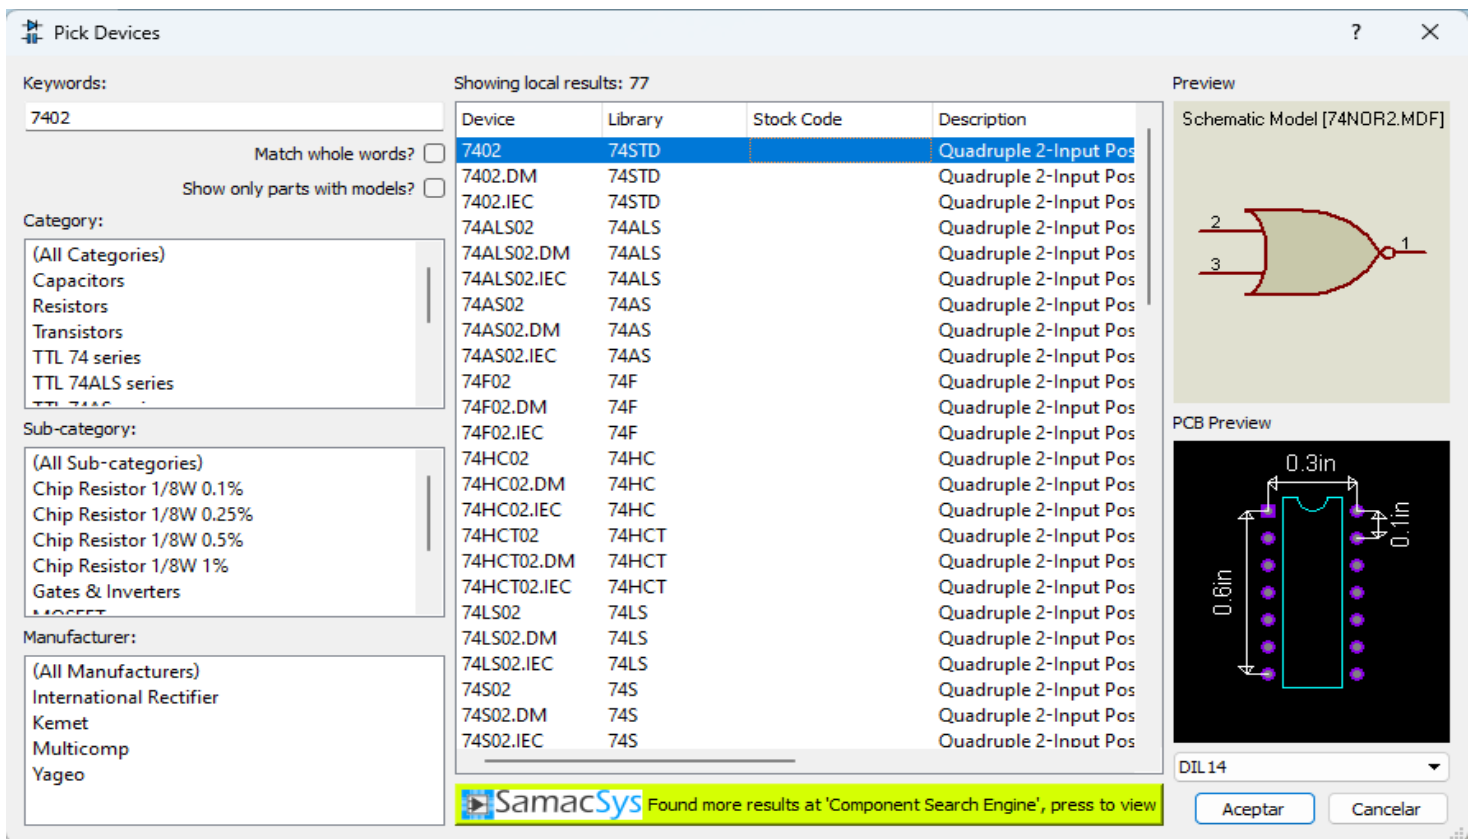 Pick Devices
?
Keywords:
7402
Match whole words?
Show only parts with models?
Category:
(All Categories)
Capacitors
Resistors
Transistors
TTL 74 series
TTL 74ALS series
Sub-category:
(All Sub-categories)
Chip Resistor 1/8W 0.1%
Chip Resistor 1/8W 0.25%
Chip Resistor 1/8W 0.5%
Chip Resistor 1/8W 1%
Gates & Inverters
MOSFET
Manufacturer:
(All Manufacturers)
International Rectifier
Kemet
Multicomp
Yageo
Showing local results: 77
Device Library Stock Code Description
7402 74STD Quadruple 2-Input Pos
7402.DM 74STD Quadruple 2-Input Pos
7402.IEC 74STD Quadruple 2-Input Pos
74ALS02 74ALS Quadruple 2-Input Pos
74ALS02.DM 74ALS Quadruple 2-Input Pos
74ALS02.IEC 74ALS Quadruple 2-Input Pos
74AS02 74AS Quadruple 2-Input Pos
74AS02.DM 74AS Quadruple 2-Input Pos
74AS02.IEC 74AS Quadruple 2-Input Pos
74F02 74F Quadruple 2-Input Pos
74F02.DM 74F Quadruple 2-Input Pos
74F02.IEC 74F Quadruple 2-Input Pos
74HC02 74HC Quadruple 2-Input Pos
74HC02.DM 74HC Quadruple 2-Input Pos
74HC02.IEC 74HC Quadruple 2-Input Pos
74HCT02 74HCT Quadruple 2-Input Pos
74HCT02.DM 74HCT Quadruple 2-Input Pos
74HCT02.IEC 74HCT Quadruple 2-Input Pos
74LS02 74LS Quadruple 2-Input Pos
74LS02.DM 74LS Quadruple 2-Input Pos
74LS02.IEC 74LS Quadruple 2-Input Pos
74S02 74S Quadruple 2-Input Pos
74S02.DM 74S Quadruple 2-Input Pos
74S02.IEC 74S Quadruple 2-Input Pos
SamacSys Found more results at 'Component Search Engine', press to view
Preview
Schematic Model [74NOR2.MDF]
2
1
3
PCB Preview
0.3in
0.1in
0.6in
DIL14
Aceptar Cancelar